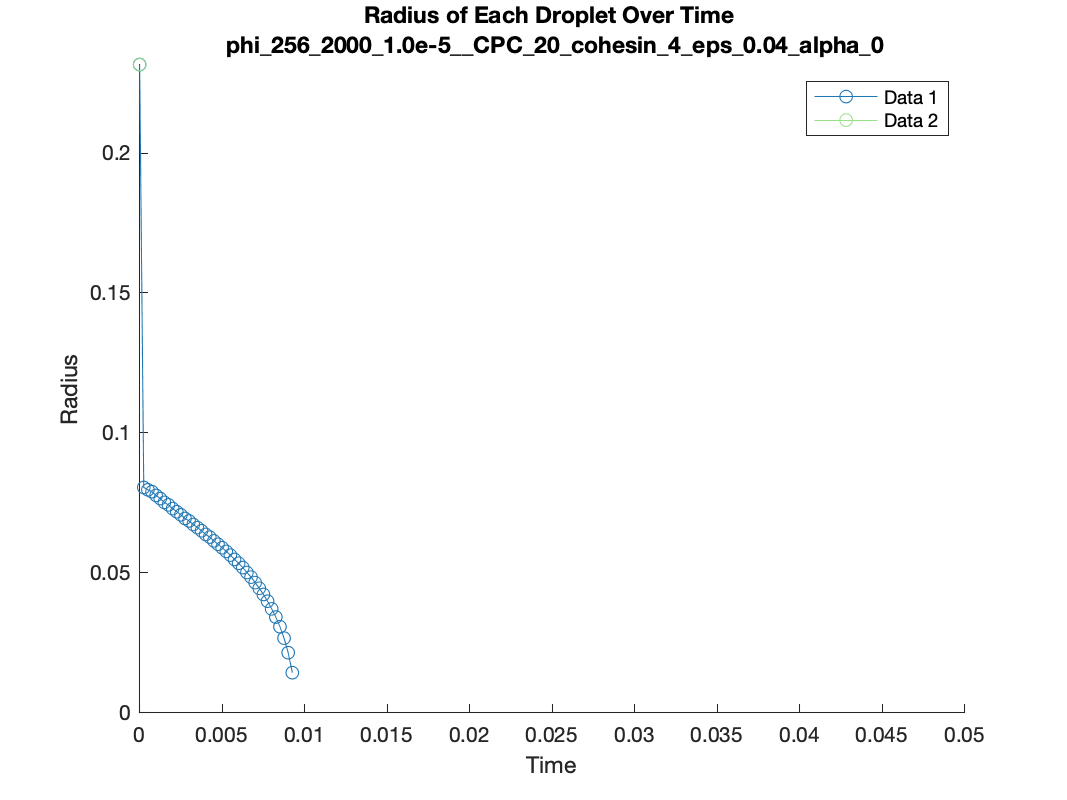 Radius of Each Droplet Over Time
phi_256_2000_1.0e-5__CPC_20_cohesin_4_eps_0.04_alpha_0
Data 1
Data 2
0.2
0.15
0.1
0.05
0
Radius
0 0.005 0.01 0.015 0.02 0.025 0.03 0.035 0.04 0.045 0.05
Time